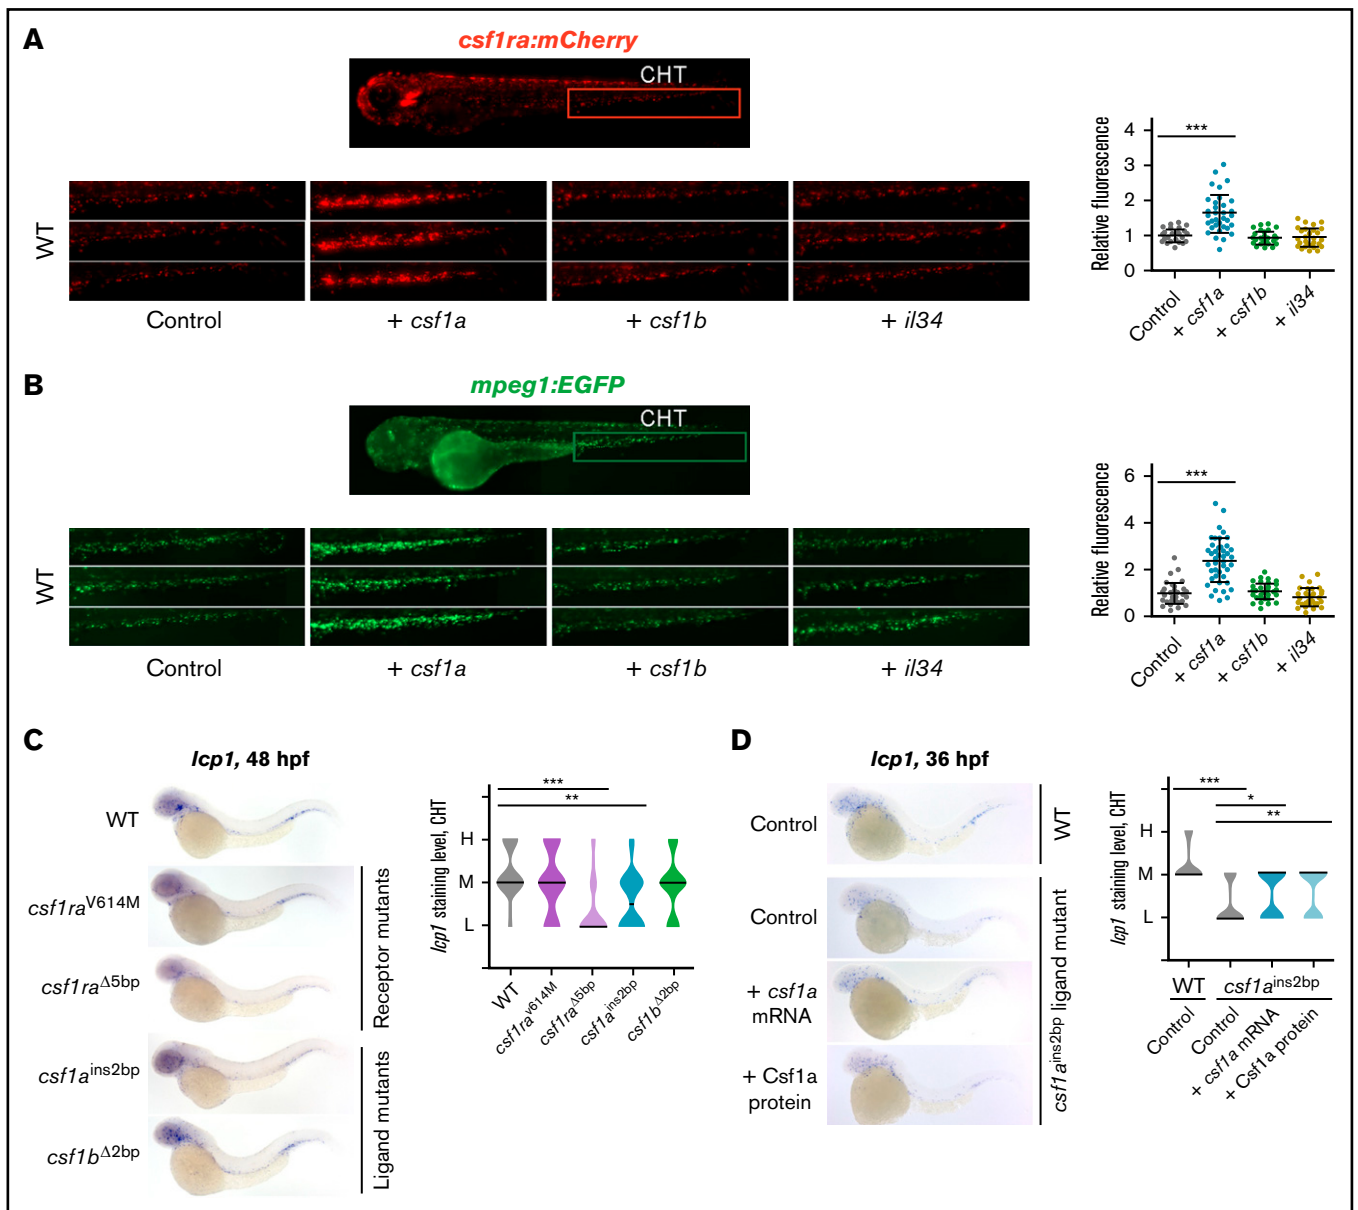 A
csf1ra:mCherry
CHT
WT
Control
+ csf1a
+ csf1b
+ il34
Relative fluorescence
4
3
2
1
0
***
Control
+ csf1a
+ csf1b
+ il34
B
mpeg1:EGFP
CHT
WT
Control
+ csf1a
+ csf1b
+ il34
Relative fluorescence
6
4
2
0
***
Control
+ csf1a
+ csf1b
+ il34
C
lcp1, 48 hpf
WT
csf1raV614M
csf1raΔ5bp
csf1ains2bp
csf1bΔ2bp
Receptor mutants
Ligand mutants
lcp1 staining level, CHT
H
M
L
***
**
WT
csf1raV614M
csf1raΔ5bp
csf1ains2bp
csf1bΔ2bp
D
lcp1, 36 hpf
Control
Control
+ csf1a
mRNA
+ Csf1a
protein
WT
csf1ains2bp ligand mutant
lcp1 staining level, CHT
H
M
L
***
*
**
WT
csf1ains2bp
Control
Control
+ csf1a mRNA
+ Csf1a protein